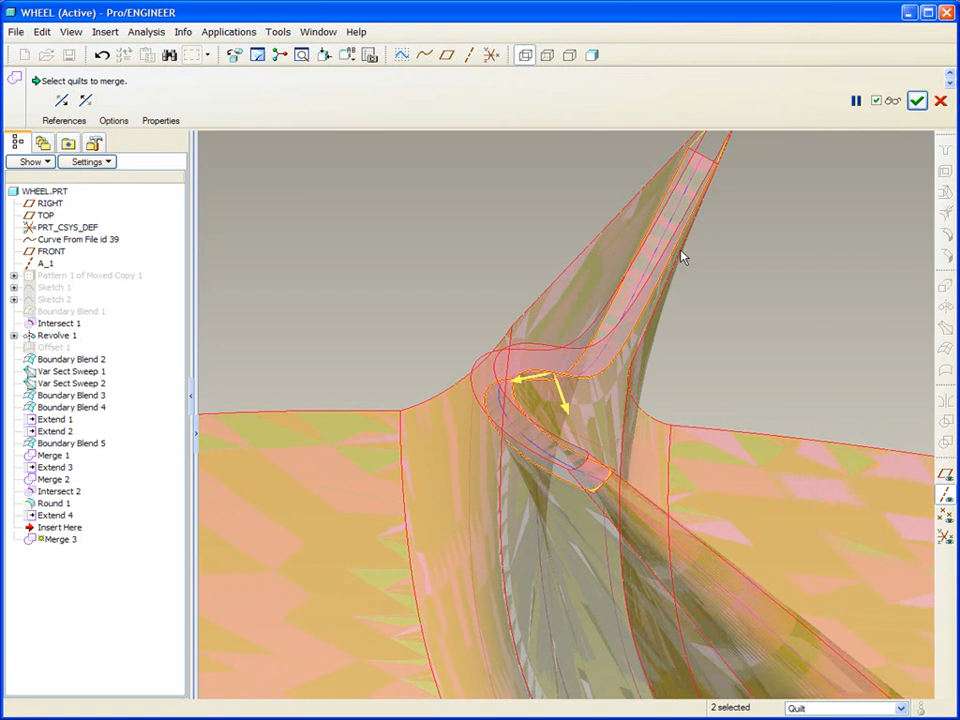 WHEEL (Active) - Pro/ENGINEER
File Edit View Insert Analysis Info Applications Tools Window Help
Select quilts to merge.
References Options Properties
Show Settings
WHEEL.PRT
RIGHT
TOP
PRT_CSYS_DEF
Curve From File id 39
FRONT
A_1
Pattern 1 of Moved Copy 1
Sketch 1
Sketch 2
Boundary Blend 1
Intersect 1
Revolve 1
Offset 1
Boundary Blend 2
Var Sect Sweep 1
Var Sect Sweep 2
Boundary Blend 3
Boundary Blend 4
Extend 1
Extend 2
Boundary Blend 5
Merge 1
Extend 3
Merge 2
Intersect 2
Round 1
Extend 4
Insert Here
Merge 3
2 selected Quilt